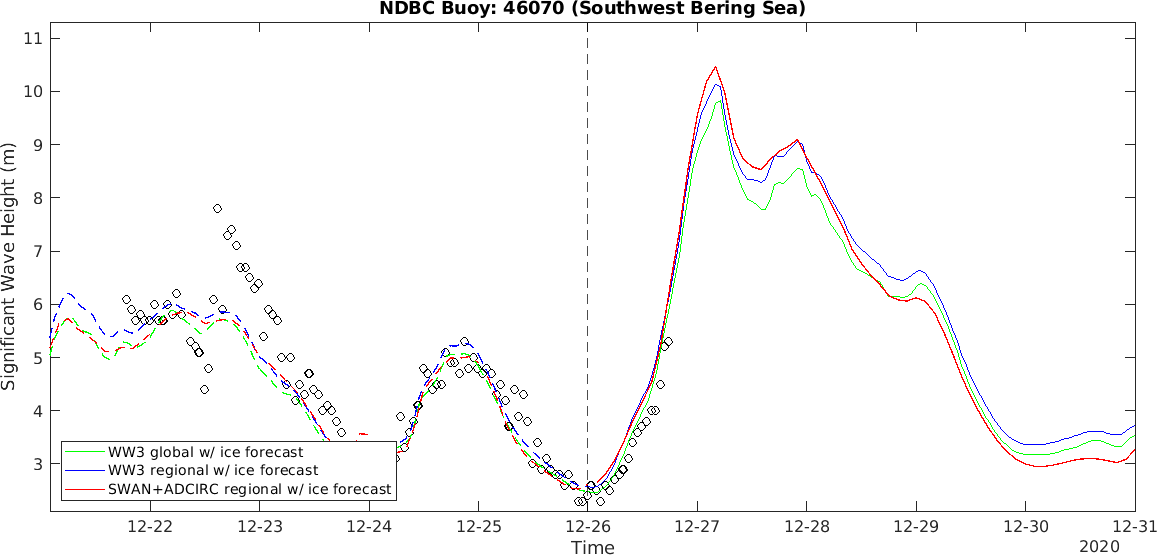 NDBC Buoy: 46070 (Southwest Bering Sea)
Significant Wave Height (m)
11
10
9
8
7
6
5
4
3
WW3 global w/ ice forecast
WW3 regional w/ ice forecast
SWAN+ADCIRC regional w/ ice forecast
12-22 12-23 12-24 12-25 12-26 12-27 12-28 12-29 12-30 12-31
Time
2020